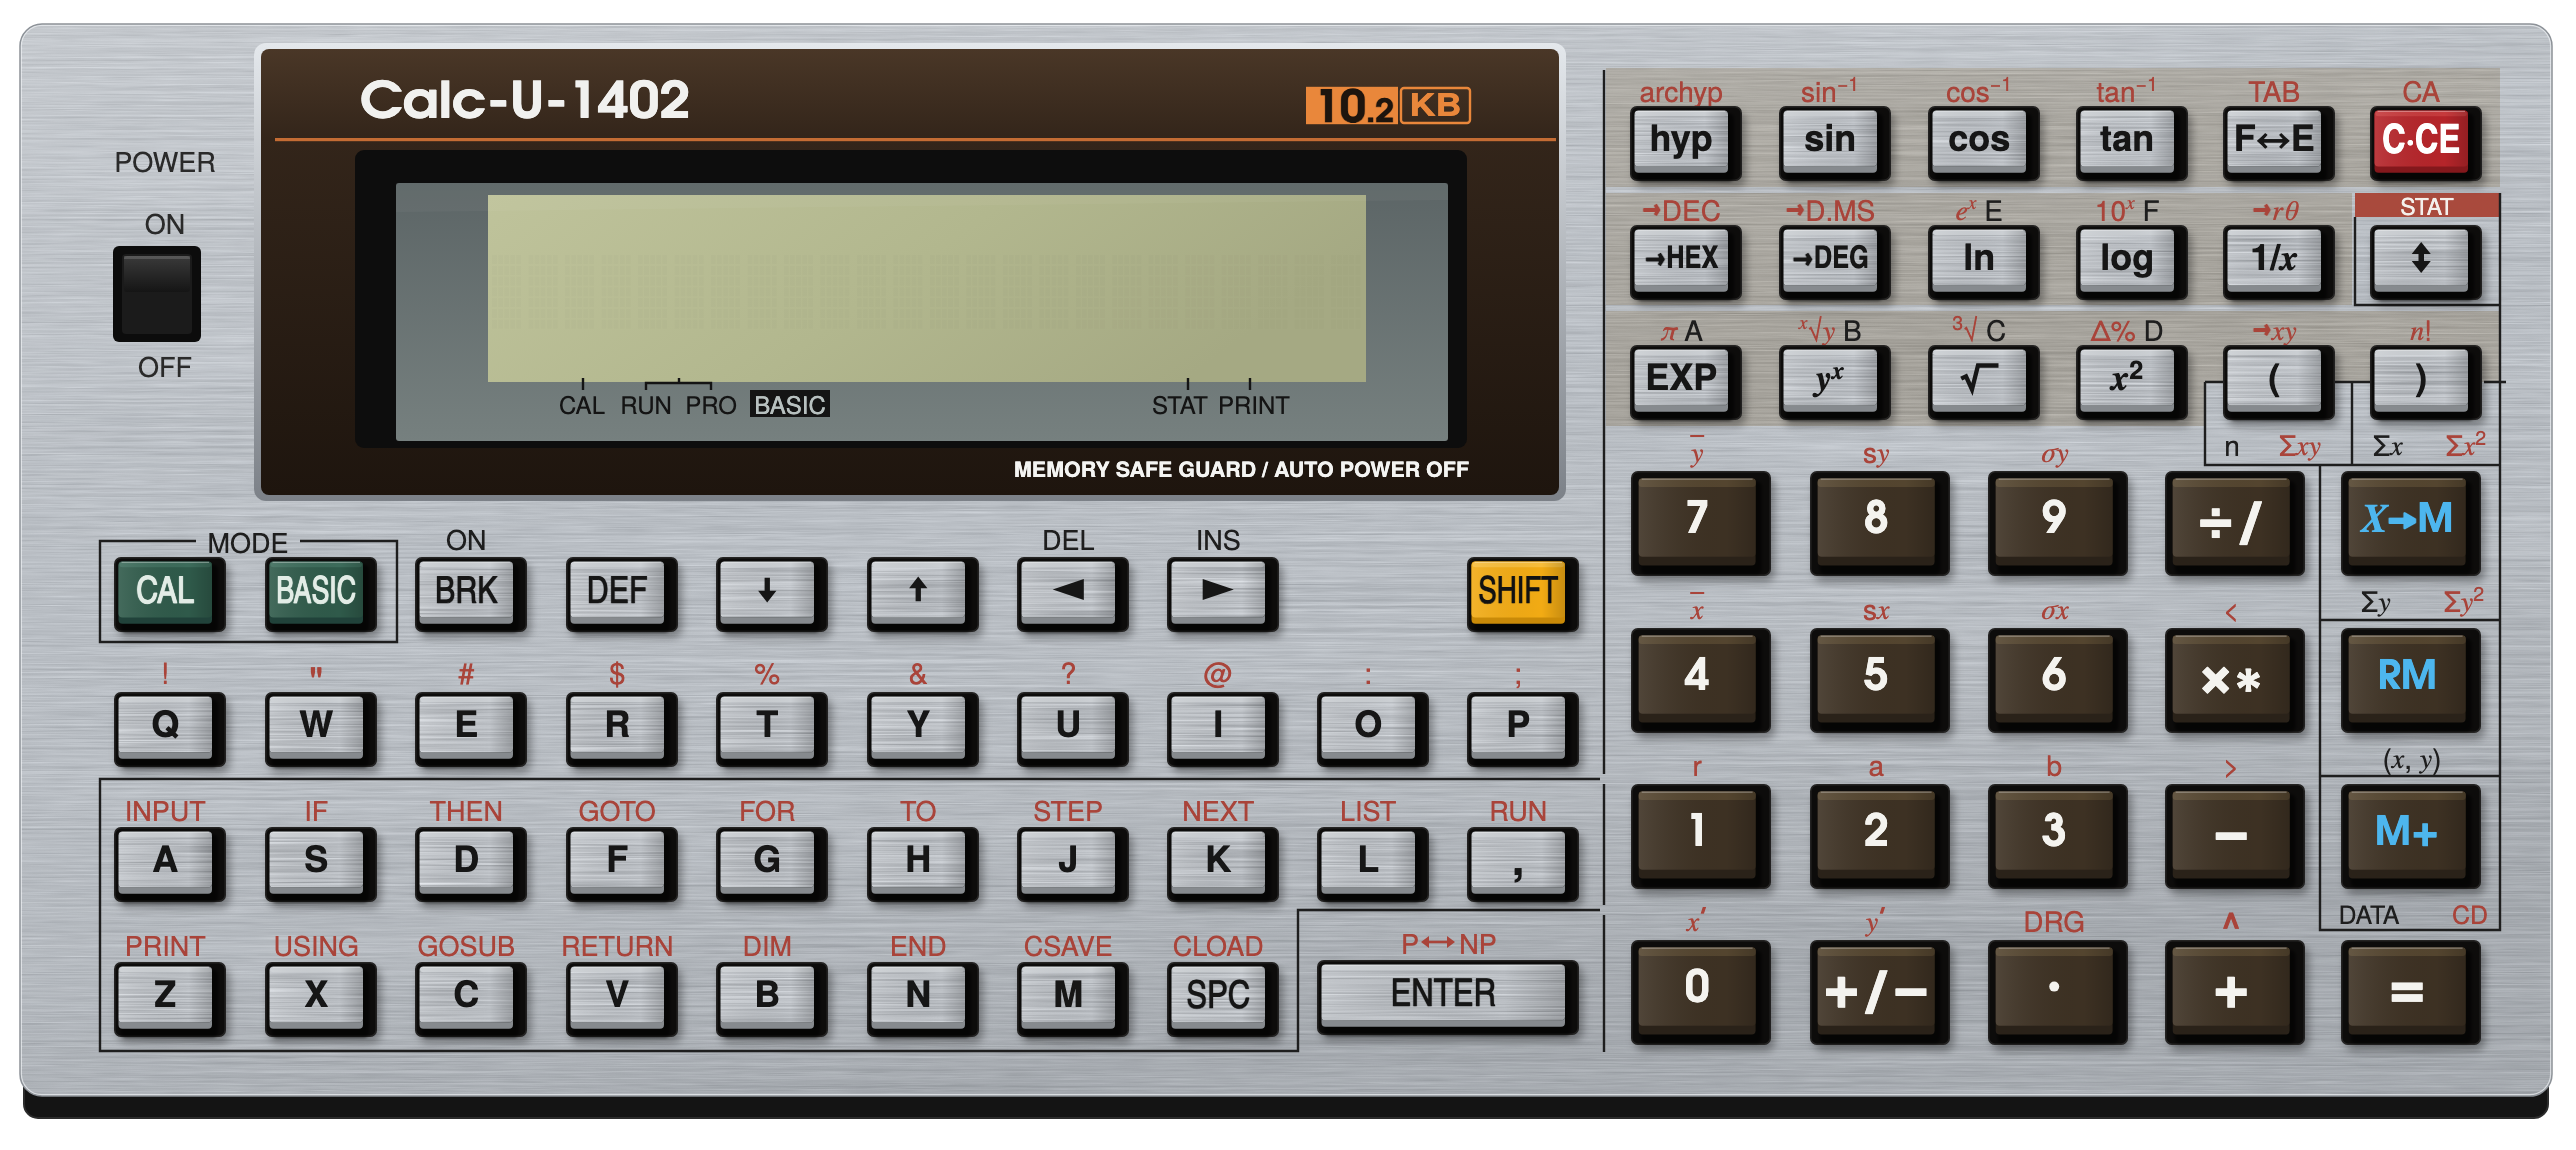 Calc-U-1402 10.2 KB
POWER
ON
OFF
CAL RUN PRO BASIC STAT PRINT
MEMORY SAFE GUARD / AUTO POWER OFF
MODE ON DEL INS
CAL BASIC BRK DEF ↓ ↑ ◀ ▶ SHIFT
! " # $ % & ? @ : ;
Q W E R T Y U I O P
INPUT IF THEN GOTO FOR TO STEP NEXT LIST RUN
A S D F G H J K L ,
PRINT USING GOSUB RETURN DIM END CSAVE CLOAD P↔NP
Z X C V B N M SPC ENTER
archyp sin⁻¹ cos⁻¹ tan⁻¹ TAB CA
hyp sin cos tan F↔E C·CE
→DEC →D.MS eˣ E 10ˣ F →rθ STAT
→HEX →DEG ln log 1/x ↕
π A ˣ√y B ³√ C Δ% D →xy n!
EXP yˣ √ x² ( )
n Σxy Σx Σx²
y̅ sy σy
7 8 9 ÷/ X→M
Σy Σy²
x̅ sx σx <
4 5 6 ×* RM
(x, y)
r a b >
1 2 3 − M+
DATA CD
x′ y′ DRG ∧
0 +/− · + =